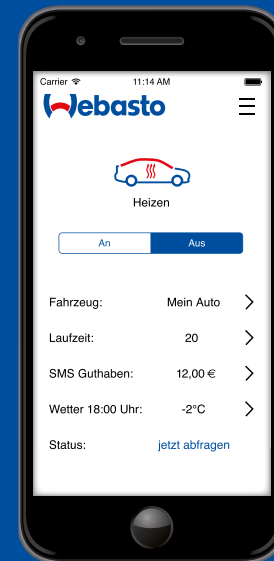 Carrier 11:14 AM
Webasto
Heizen
An Aus
Fahrzeug: Mein Auto
Laufzeit: 20
SMS Guthaben: 12,00 €
Wetter 18:00 Uhr: -2°C
Status: jetzt abfragen